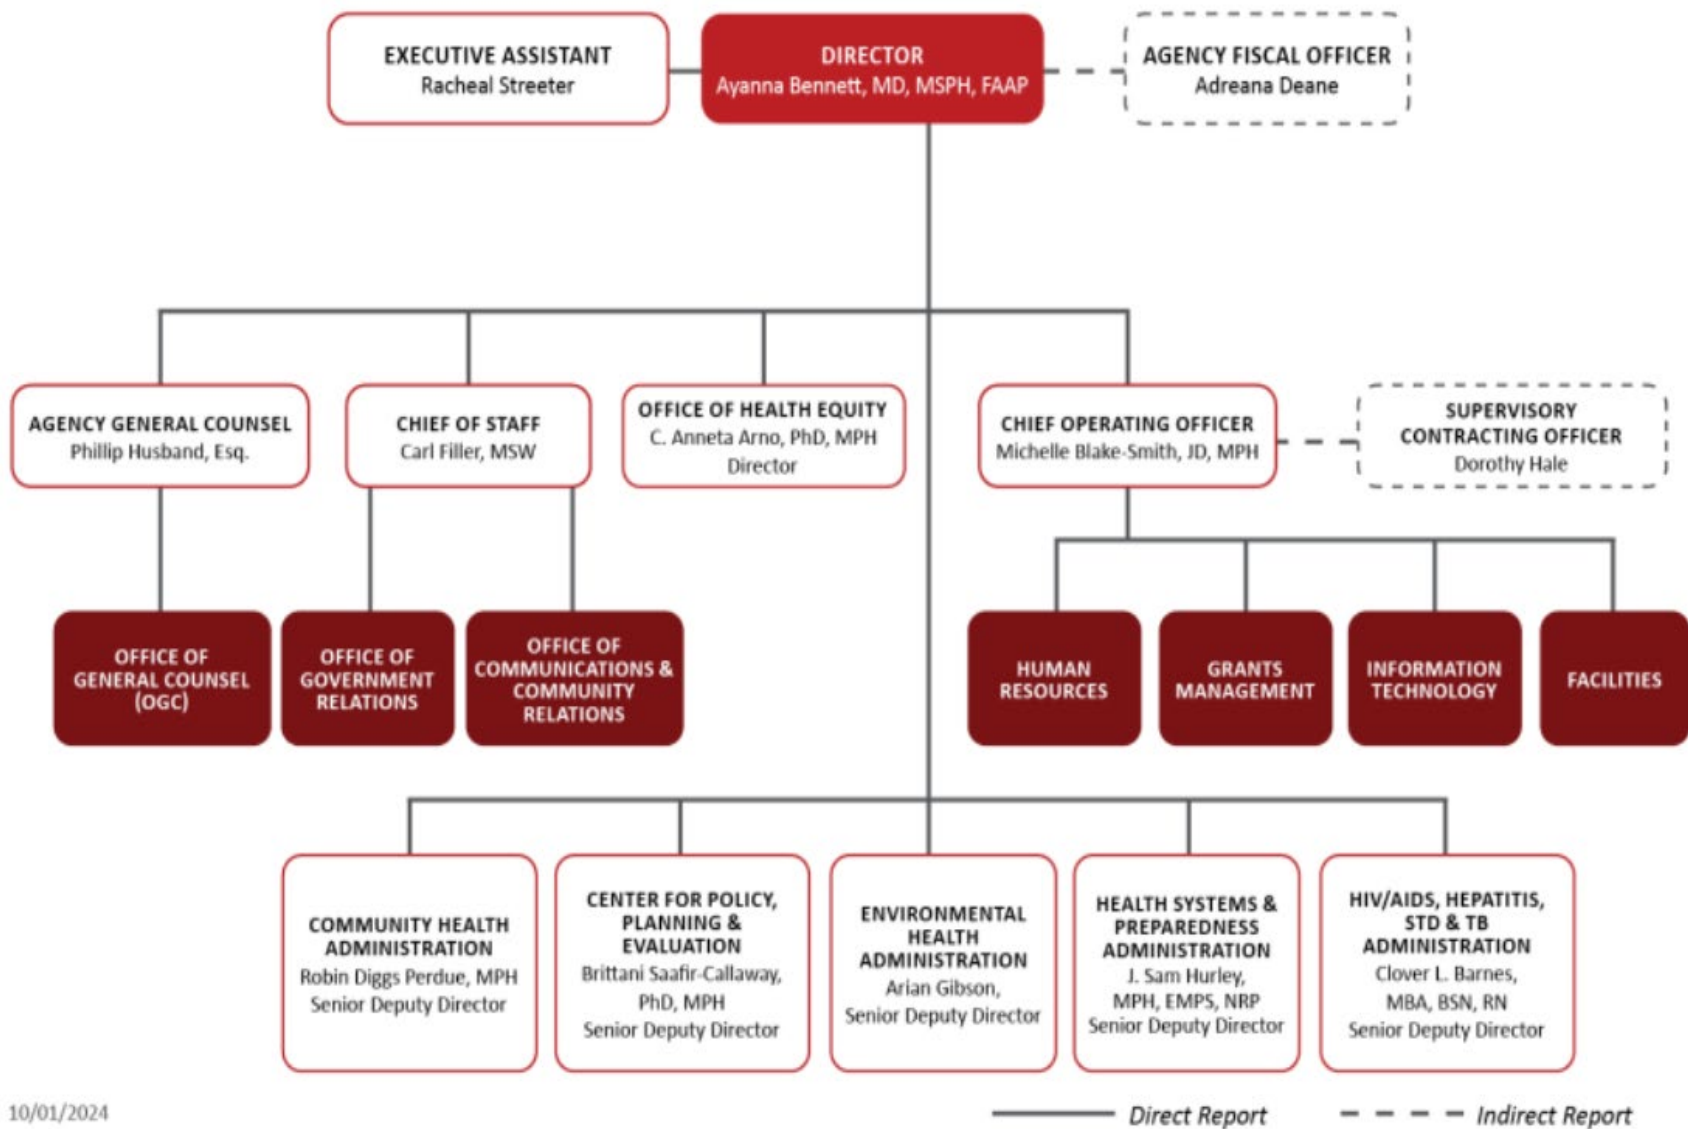 EXECUTIVE ASSISTANT
Racheal Streeter
DIRECTOR
Ayanna Bennett, MD, MSPH, FAAP
AGENCY FISCAL OFFICER
Adreana Deane
AGENCY GENERAL COUNSEL
Phillip Husband, Esq.
CHIEF OF STAFF
Carl Filler, MSW
OFFICE OF HEALTH EQUITY
C. Anneta Arno, PhD, MPH
Director
CHIEF OPERATING OFFICER
Michelle Blake-Smith, JD, MPH
SUPERVISORY
CONTRACTING OFFICER
Dorothy Hale
OFFICE OF
GENERAL COUNSEL
(OGC)
OFFICE OF
GOVERNMENT
RELATIONS
OFFICE OF
COMMUNICATIONS &
COMMUNITY
RELATIONS
HUMAN
RESOURCES
GRANTS
MANAGEMENT
INFORMATION
TECHNOLOGY
FACILITIES
COMMUNITY HEALTH
ADMINISTRATION
Robin Diggs Perdue, MPH
Senior Deputy Director
CENTER FOR POLICY,
PLANNING &
EVALUATION
Brittani Saafir-Callaway,
PhD, MPH
Senior Deputy Director
ENVIRONMENTAL
HEALTH
ADMINISTRATION
Arian Gibson,
Senior Deputy Director
HEALTH SYSTEMS &
PREPAREDNESS
ADMINISTRATION
J. Sam Hurley,
MPH, EMPS, NRP
Senior Deputy Director
HIV/AIDS, HEPATITIS,
STD & TB
ADMINISTRATION
Clover L. Barnes,
MBA, BSN, RN
Senior Deputy Director
10/01/2024
Direct Report
Indirect Report